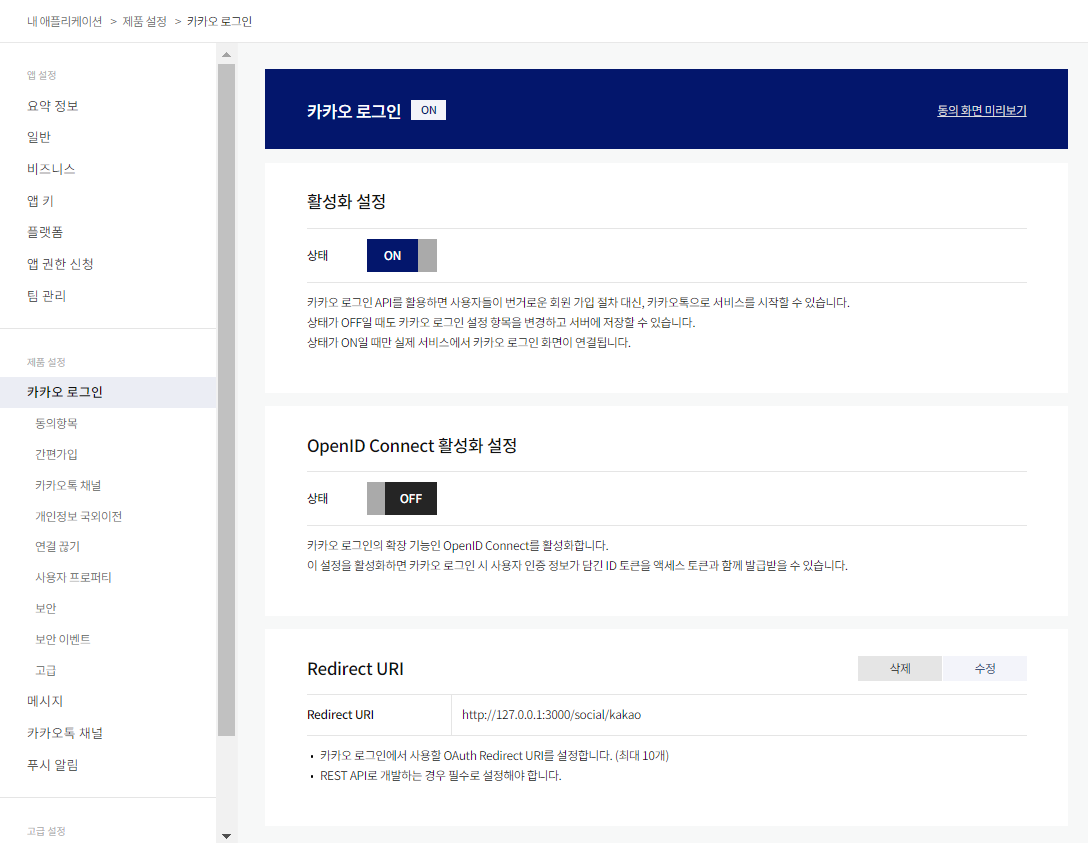 내 애플리케이션 > 제품 설정 > 카카오 로그인
앱 설정
요약 정보
일반
비즈니스
앱 키
플랫폼
앱 권한 신청
팀 관리
제품 설정
카카오 로그인
동의항목
간편가입
카카오톡 채널
개인정보 국외이전
연결 끊기
사용자 프로퍼티
보안
보안 이벤트
고급
메시지
카카오톡 채널
푸시 알림
고급 설정
카카오 로그인 ON
동의 화면 미리보기
활성화 설정
상태 ON
카카오 로그인 API를 활용하면 사용자들이 번거로운 회원 가입 절차 대신, 카카오톡으로 서비스를 시작할 수 있습니다.
상태가 OFF일 때도 카카오 로그인 설정 항목을 변경하고 서버에 저장할 수 있습니다.
상태가 ON일 때만 실제 서비스에서 카카오 로그인 화면이 연결됩니다.
OpenID Connect 활성화 설정
상태 OFF
카카오 로그인의 확장 기능인 OpenID Connect를 활성화합니다.
이 설정을 활성화하면 카카오 로그인 시 사용자 인증 정보가 담긴 ID 토큰을 액세스 토큰과 함께 발급받을 수 있습니다.
Redirect URI
삭제 수정
Redirect URI http://127.0.0.1:3000/social/kakao
• 카카오 로그인에서 사용할 OAuth Redirect URI를 설정합니다. (최대 10개)
• REST API로 개발하는 경우 필수로 설정해야 합니다.